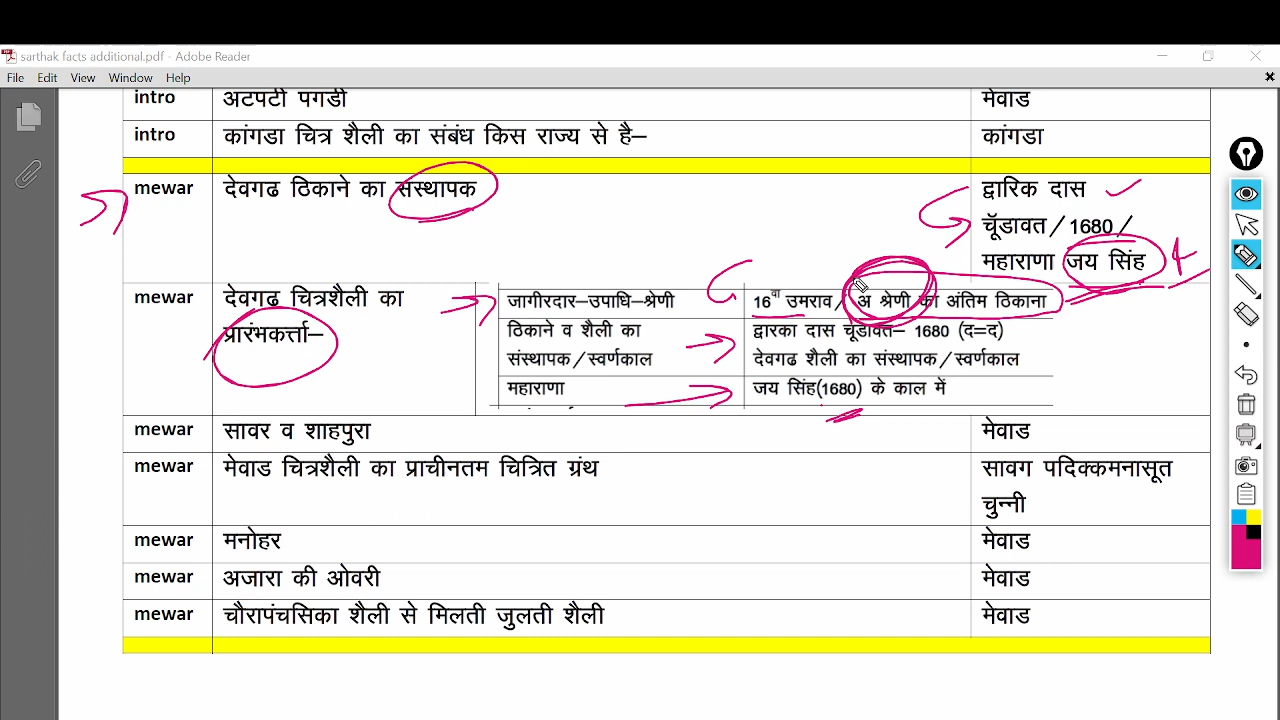 sarthak facts additional.pdf - Adobe Reader
File Edit View Window Help
intro अटपटी पगडी मेवाड
intro कांगडा चित्र शैली का संबंध किस राज्य से है– कांगडा
mewar देवगढ ठिकाने का संस्थापक द्वारिक दास
चूॅडावत/1680/
महाराणा जय सिंह
mewar देवगढ चित्रशैली का
प्रारंभकर्त्ता–
जागीरदार–उपाधि–श्रेणी 16वा उमराव/ अ श्रेणी का अंतिम ठिकाना
ठिकाने व शैली का द्वारका दास चूंडावत– 1680 (द=द)
संस्थापक/स्वर्णकाल देवगढ शैली का संस्थापक/स्वर्णकाल
महाराणा जय सिंह(1680) के काल में
mewar सावर व शाहपुरा मेवाड
mewar मेवाड चित्रशैली का प्राचीनतम चित्रित ग्रंथ सावग पदिक्कमनासूत
चुन्नी
mewar मनोहर मेवाड
mewar अजारा की ओवरी मेवाड
mewar चौरापंचसिका शैली से मिलती जुलती शैली मेवाड